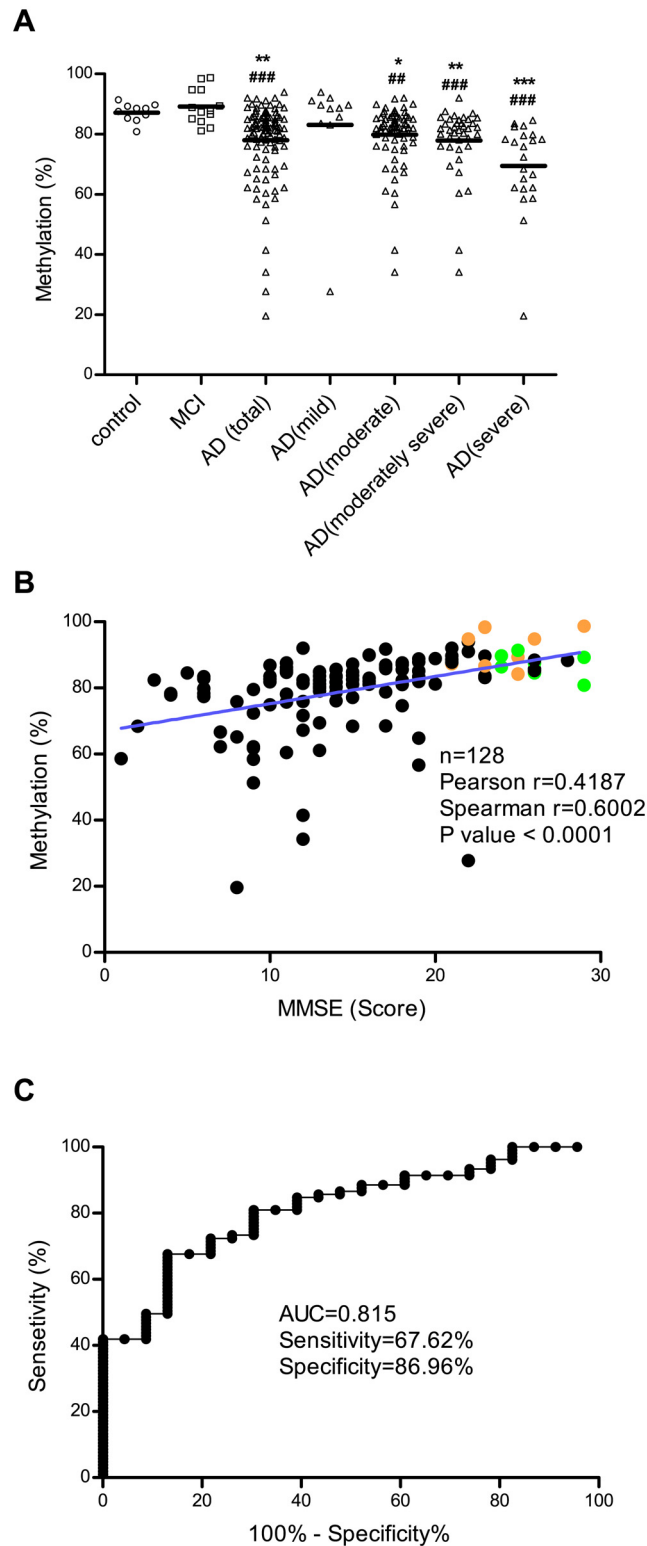 A
** * ** ***
### ## ### ###
100
80
60
40
20
0
Methylation (%)
control
MCI
AD (total)
AD(mild)
AD(moderate)
AD(moderately severe)
AD(severe)
B
100
80
60
40
20
0
Methylation (%)
n=128
Pearson r=0.4187
Spearman r=0.6002
P value < 0.0001
0 10 20 30
MMSE (Score)
C
100
80
60
40
20
0
Sensetivity (%)
AUC=0.815
Sensitivity=67.62%
Specificity=86.96%
0 20 40 60 80 100
100% - Specificity%